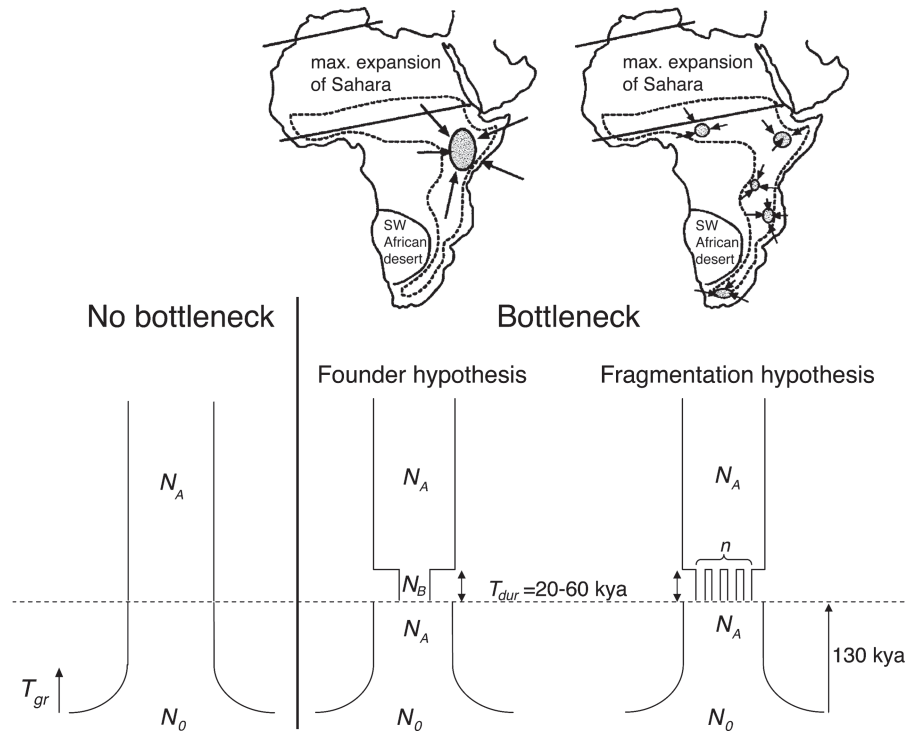 max. expansion
of Sahara
SW
African
desert
max. expansion
of Sahara
SW
African
desert
No bottleneck
Bottleneck
Founder hypothesis
Fragmentation hypothesis
N_A
N_A
N_A
n
N_B
T_dur =20-60 kya
N_A
N_A
130 kya
T_gr
N_0
N_0
N_0